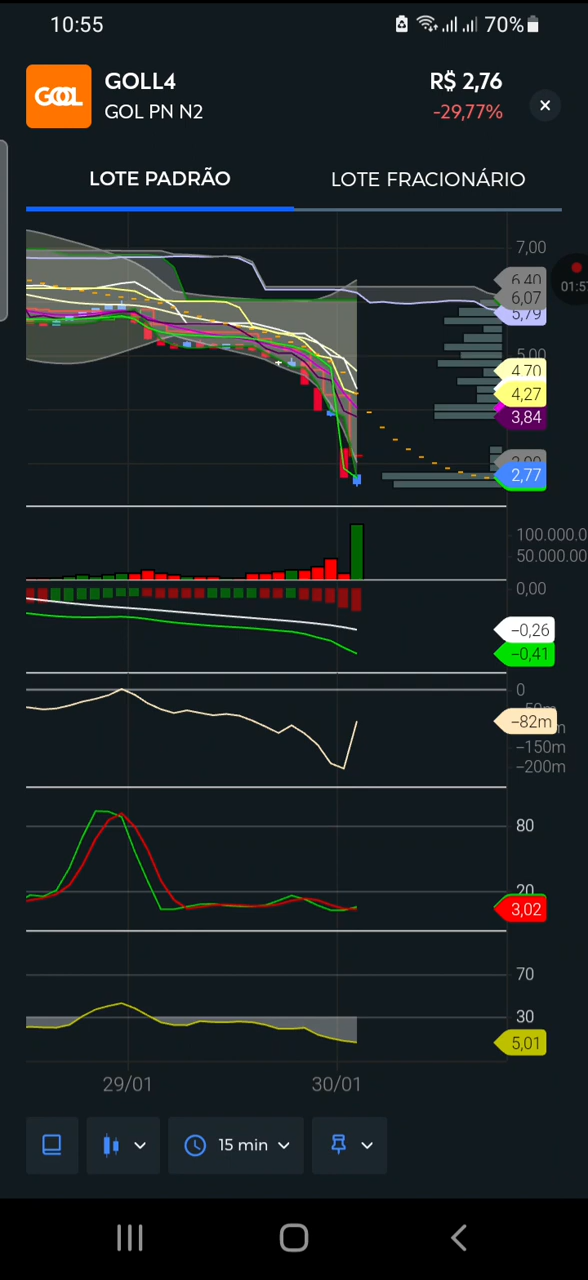 10:55 70%
GOL
GOLL4 R$ 2,76
GOL PN N2 -29,77%
LOTE PADRÃO LOTE FRACIONÁRIO
7,00
6,40
6,07
5,79
5,00
4,70
4,27
3,84
2,77
100.000.0
50.000.00
0,00
−0,26
−0,41
0
−82m
−150m
−200m
80
20
3,02
70
30
5,01
29/01 30/01
15 min